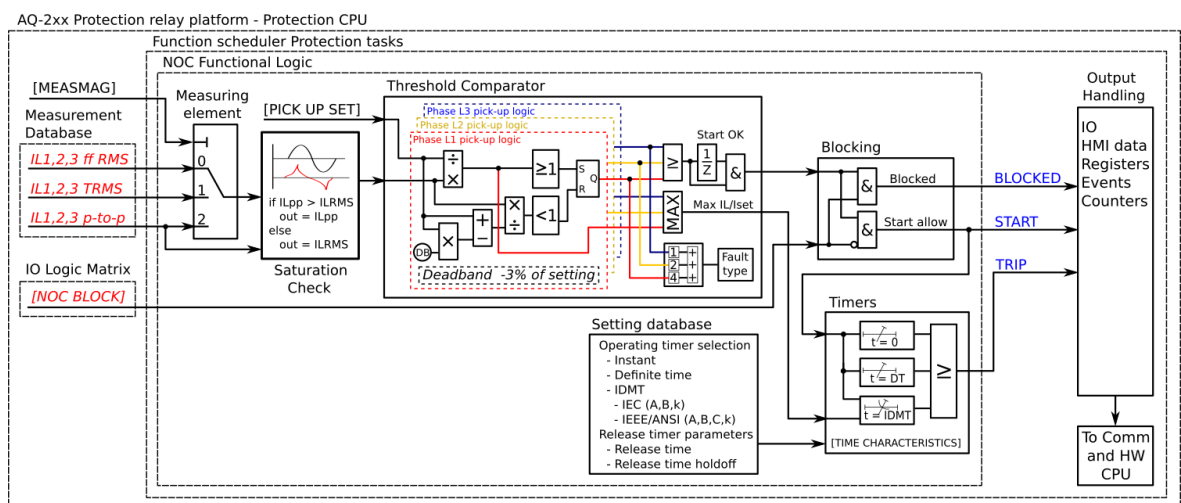 AQ-2xx Protection relay platform - Protection CPU
Function scheduler Protection tasks
NOC Functional Logic
[MEASMAG]
Measurement
Database
IL1,2,3 ff RMS
IL1,2,3 TRMS
IL1,2,3 p-to-p
IO Logic Matrix
[NOC BLOCK]
Measuring
element
0
1
2
[PICK UP SET]
if ILpp > ILRMS
out = ILpp
else
out = ILRMS
Saturation
Check
Threshold Comparator
Phase L3 pick-up logic
Phase L2 pick-up logic
Phase L1 pick-up logic
÷
×
≥1
S
R
Q
×
÷
<1
+
−
×
DB
Deadband -3% of setting
≥
Start OK
1
Z
&
MAX
Max IL/Iset
1 +
2 +
4 +
Fault
type
Blocking
&
Blocked
&
Start allow
BLOCKED
START
TRIP
Timers
t = 0
t = DT
t = IDMT
≥
[TIME CHARACTERISTICS]
Setting database
Operating timer selection
- Instant
- Definite time
- IDMT
- IEC (A,B,k)
- IEEE/ANSI (A,B,C,k)
Release timer parameters
- Release time
- Release time holdoff
Output
Handling
IO
HMI data
Registers
Events
Counters
To Comm
and HW
CPU